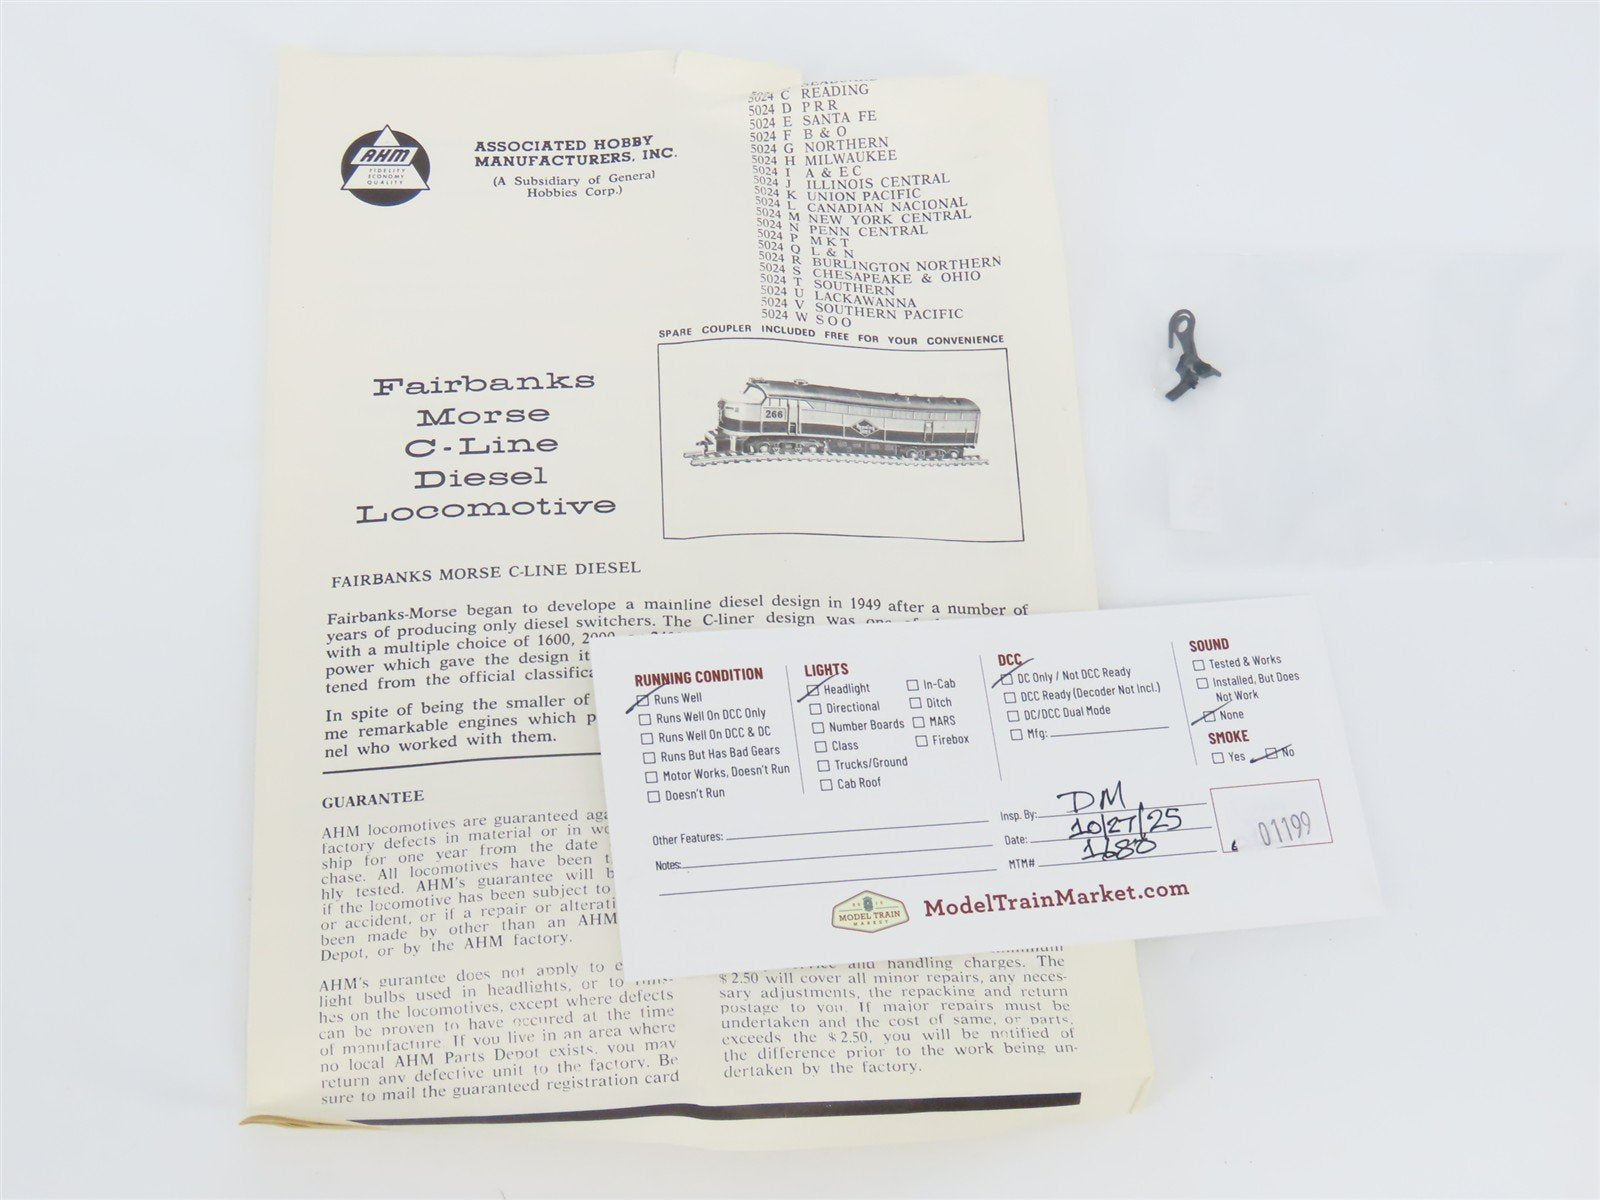 AHM
FIDELITY
ECONOMY
QUALITY
ASSOCIATED HOBBY
MANUFACTURERS, INC.
(A Subsidiary of General
Hobbies Corp.)
5024 C READING
5024 D PRR
5024 E SANTA FE
5024 F B & O
5024 G NORTHERN
5024 H MILWAUKEE
5024 I A & E C
5024 J ILLINOIS CENTRAL
5024 K UNION PACIFIC
5024 L CANADIAN NACIONAL
5024 M NEW YORK CENTRAL
5024 N PENN CENTRAL
5024 P MKT
5024 Q L & N
5024 R BURLINGTON NORTHERN
5024 S CHESAPEAKE & OHIO
5024 T SOUTHERN
5024 U LACKAWANNA
5024 V SOUTHERN PACIFIC
5024 W SOO
SPARE COUPLER INCLUDED FREE FOR YOUR CONVENIENCE
266
Fairbanks
Morse
C-Line
Diesel
Locomotive
FAIRBANKS MORSE C-LINE DIESEL
Fairbanks-Morse began to develope a mainline diesel design in 1949 after a number of
years of producing only diesel switchers. The C-liner design was
with a multiple choice of 1600,
power which gave the design it
tened from the official classifica
In spite of being the smaller of
me remarkable engines which p
nel who worked with them.
GUARANTEE
AHM locomotives are guaranteed aga
factory defects in material or in wo
ship for one year from the date
chase. All locomotives have been t
hly tested. AHM's guarantee will b
if the locomotive has been subject to
or accident, or if a repair or alterati
been made by other than an AHM
Depot, or by the AHM factory.
AHM's gurantee does not apply to
light bulbs used in headlights, or to
hes on the locomotives, except where defects
can be proven to have occured at the time
of manufacture. If you live in an area where
no local AHM Parts Depot exists, you may
return any defective unit to the factory. Be
sure to mail the guaranteed registration card
and handling charges. The
$2.50 will cover all minor repairs, any neces-
sary adjustments, the repacking and return
postage to you. If major repairs must be
undertaken and the cost of same, or parts,
exceeds the $2.50, you will be notified of
the difference prior to the work being un-
dertaken by the factory.
RUNNING CONDITION
Runs Well
Runs Well On DCC Only
Runs Well On DCC & DC
Runs But Has Bad Gears
Motor Works, Doesn't Run
Doesn't Run
LIGHTS
Headlight
Directional
Number Boards
Class
Trucks/Ground
Cab Roof
In-Cab
Ditch
MARS
Firebox
DCC
DC Only / Not DCC Ready
DCC Ready (Decoder Not Incl.)
DC/DCC Dual Mode
Mfg:
SOUND
Tested & Works
Installed, But Does
Not Work
None
SMOKE
Yes No
Other Features:
Notes:
Insp. By: DM
Date: 10/27/25
MTM# 1680
01199
MODEL TRAIN
MARKET
ModelTrainMarket.com